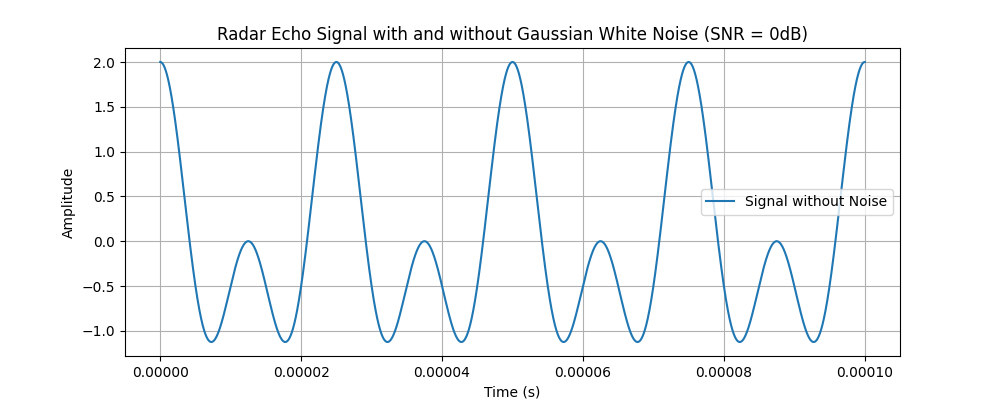 Radar Echo Signal with and without Gaussian White Noise (SNR = 0dB)
2.0
1.5
1.0
0.5
0.0
−0.5
−1.0
Amplitude
Signal without Noise
0.00000 0.00002 0.00004 0.00006 0.00008 0.00010
Time (s)